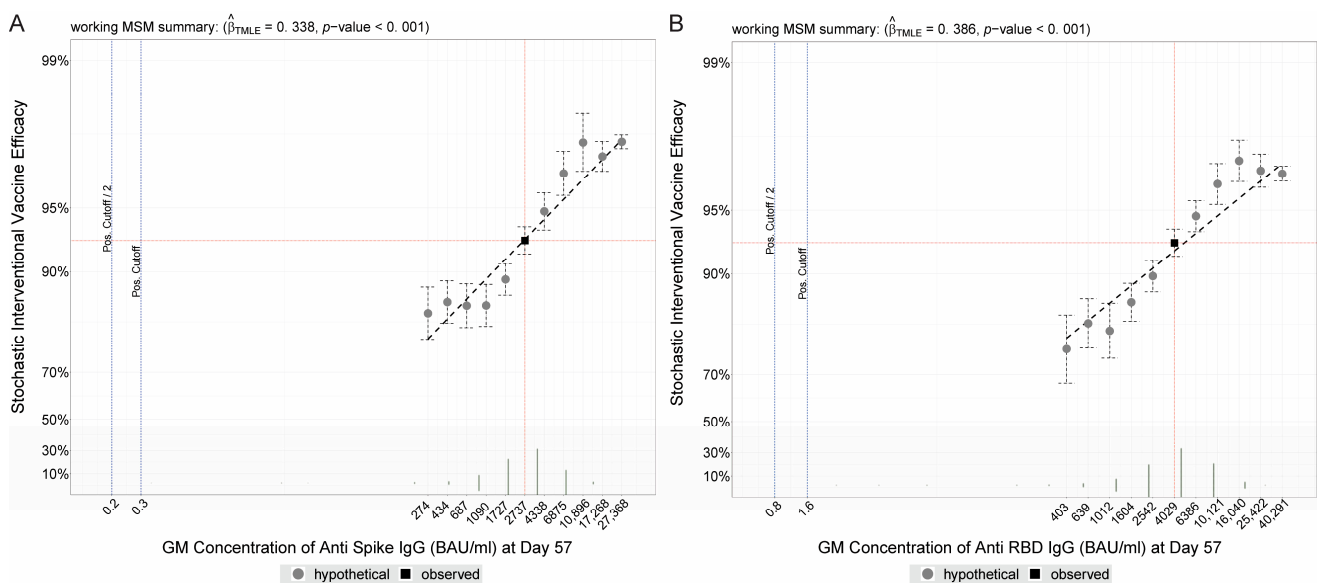 A
working MSM summary: (β̂TMLE = 0. 338, p−value < 0. 001)
Stochastic Interventional Vaccine Efficacy
99%
95%
90%
70%
50%
30%
10%
Pos. Cutoff / 2
Pos. Cutoff
0.2
0.3
274
434
687
1090
1727
2737
4338
6875
10,896
17,268
27,368
GM Concentration of Anti Spike IgG (BAU/ml) at Day 57
hypothetical
observed
B
working MSM summary: (β̂TMLE = 0. 386, p−value < 0. 001)
Stochastic Interventional Vaccine Efficacy
99%
95%
90%
70%
50%
30%
10%
Pos. Cutoff / 2
Pos. Cutoff
0.8
1.6
403
639
1012
1604
2542
4029
6386
10,121
16,040
25,422
40,291
GM Concentration of Anti RBD IgG (BAU/ml) at Day 57
hypothetical
observed